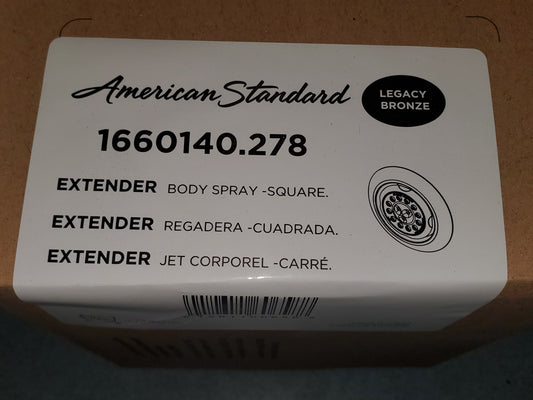 American Standard
LEGACY
BRONZE
1660140.278
EXTENDER BODY SPRAY -SQUARE.
EXTENDER REGADERA -CUADRADA.
EXTENDER JET CORPOREL -CARRÉ.